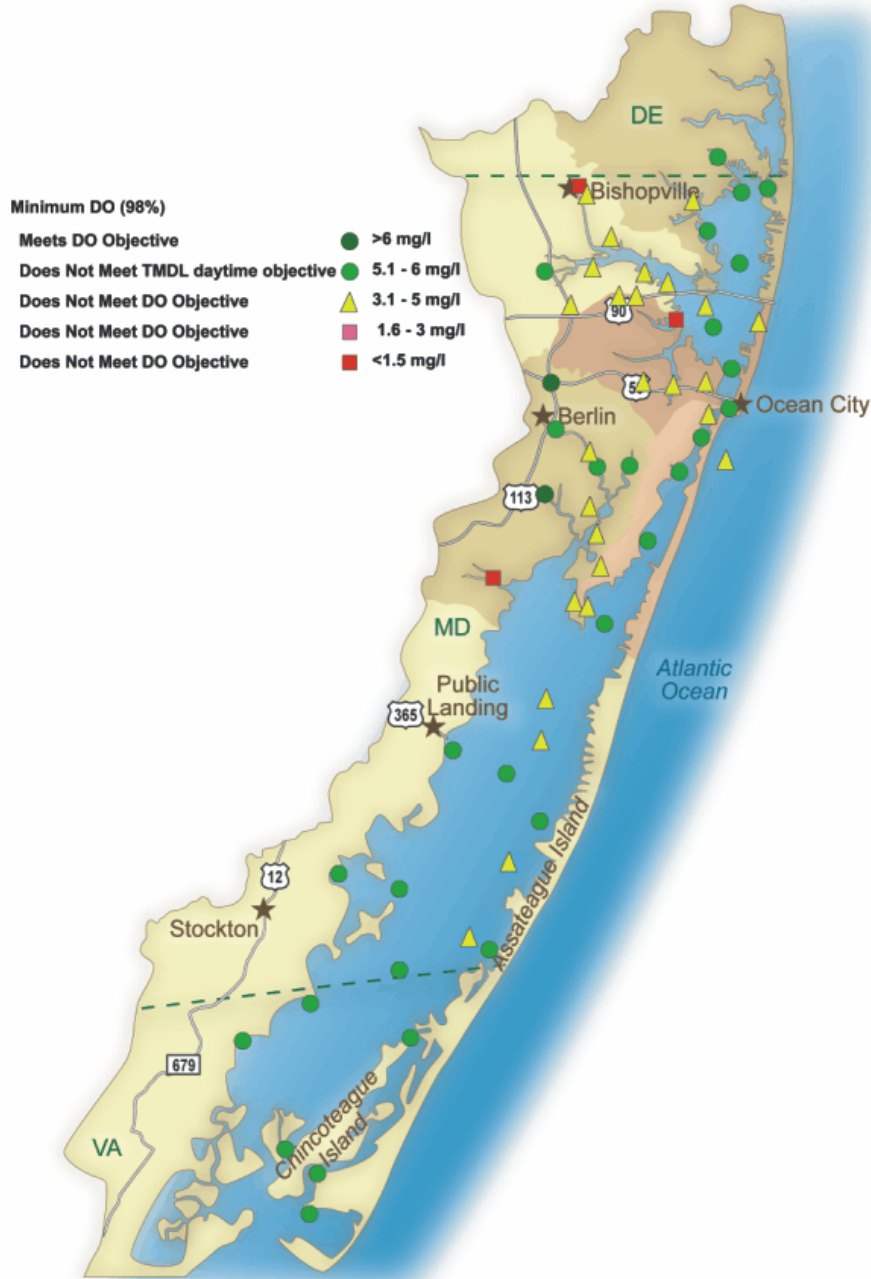 DE
Bishopville
Minimum DO (98%)
Meets DO Objective >6 mg/l
Does Not Meet TMDL daytime objective 5.1 - 6 mg/l
Does Not Meet DO Objective 3.1 - 5 mg/l
Does Not Meet DO Objective 1.6 - 3 mg/l
Does Not Meet DO Objective <1.5 mg/l
90
Ocean City
Berlin
113
MD
Atlantic
Ocean
Public
Landing
365
Assateague Island
12
Stockton
679
Chincoteague
Island
VA